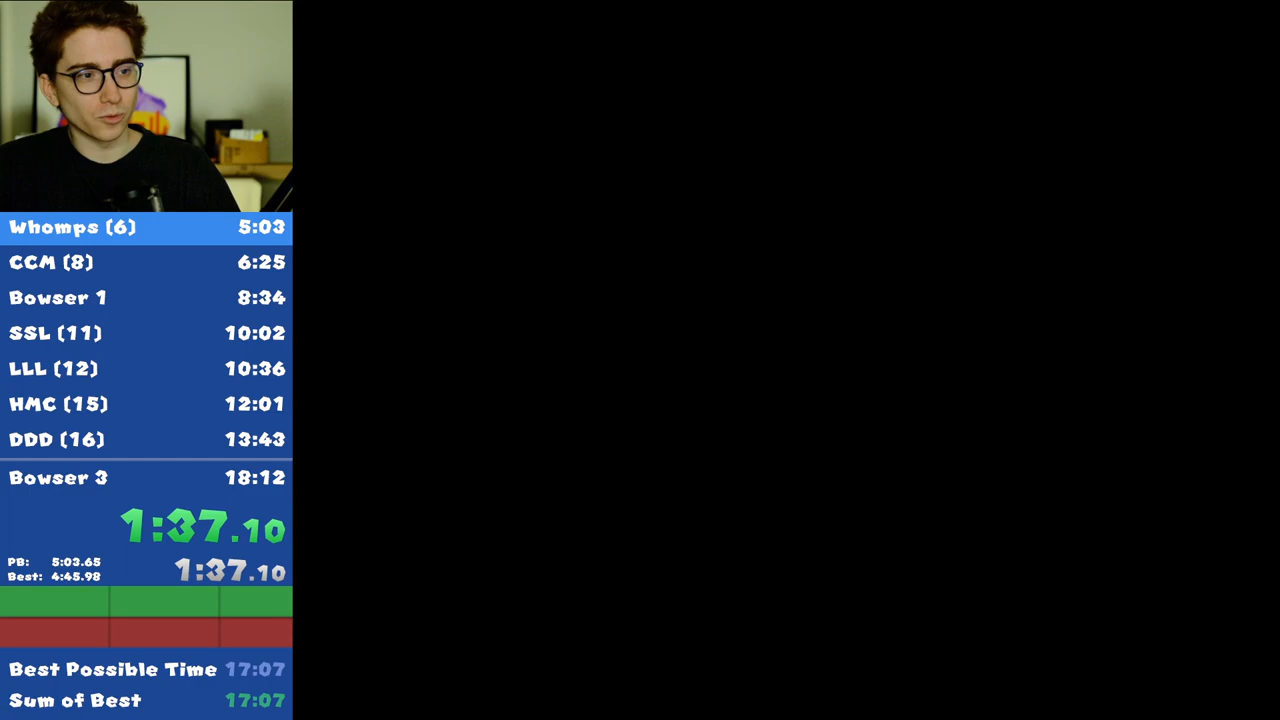 Whomps (6) 5:03
CCM (8) 6:25
Bowser 1 8:34
SSL (11) 10:02
LLL (12) 10:36
HMC (15) 12:01
DDD (16) 13:43
Bowser 3 18:12
1:37.10
PB: 5:03.65
Best: 4:45.98
1:37.10
Best Possible Time 17:07
Sum of Best 17:07